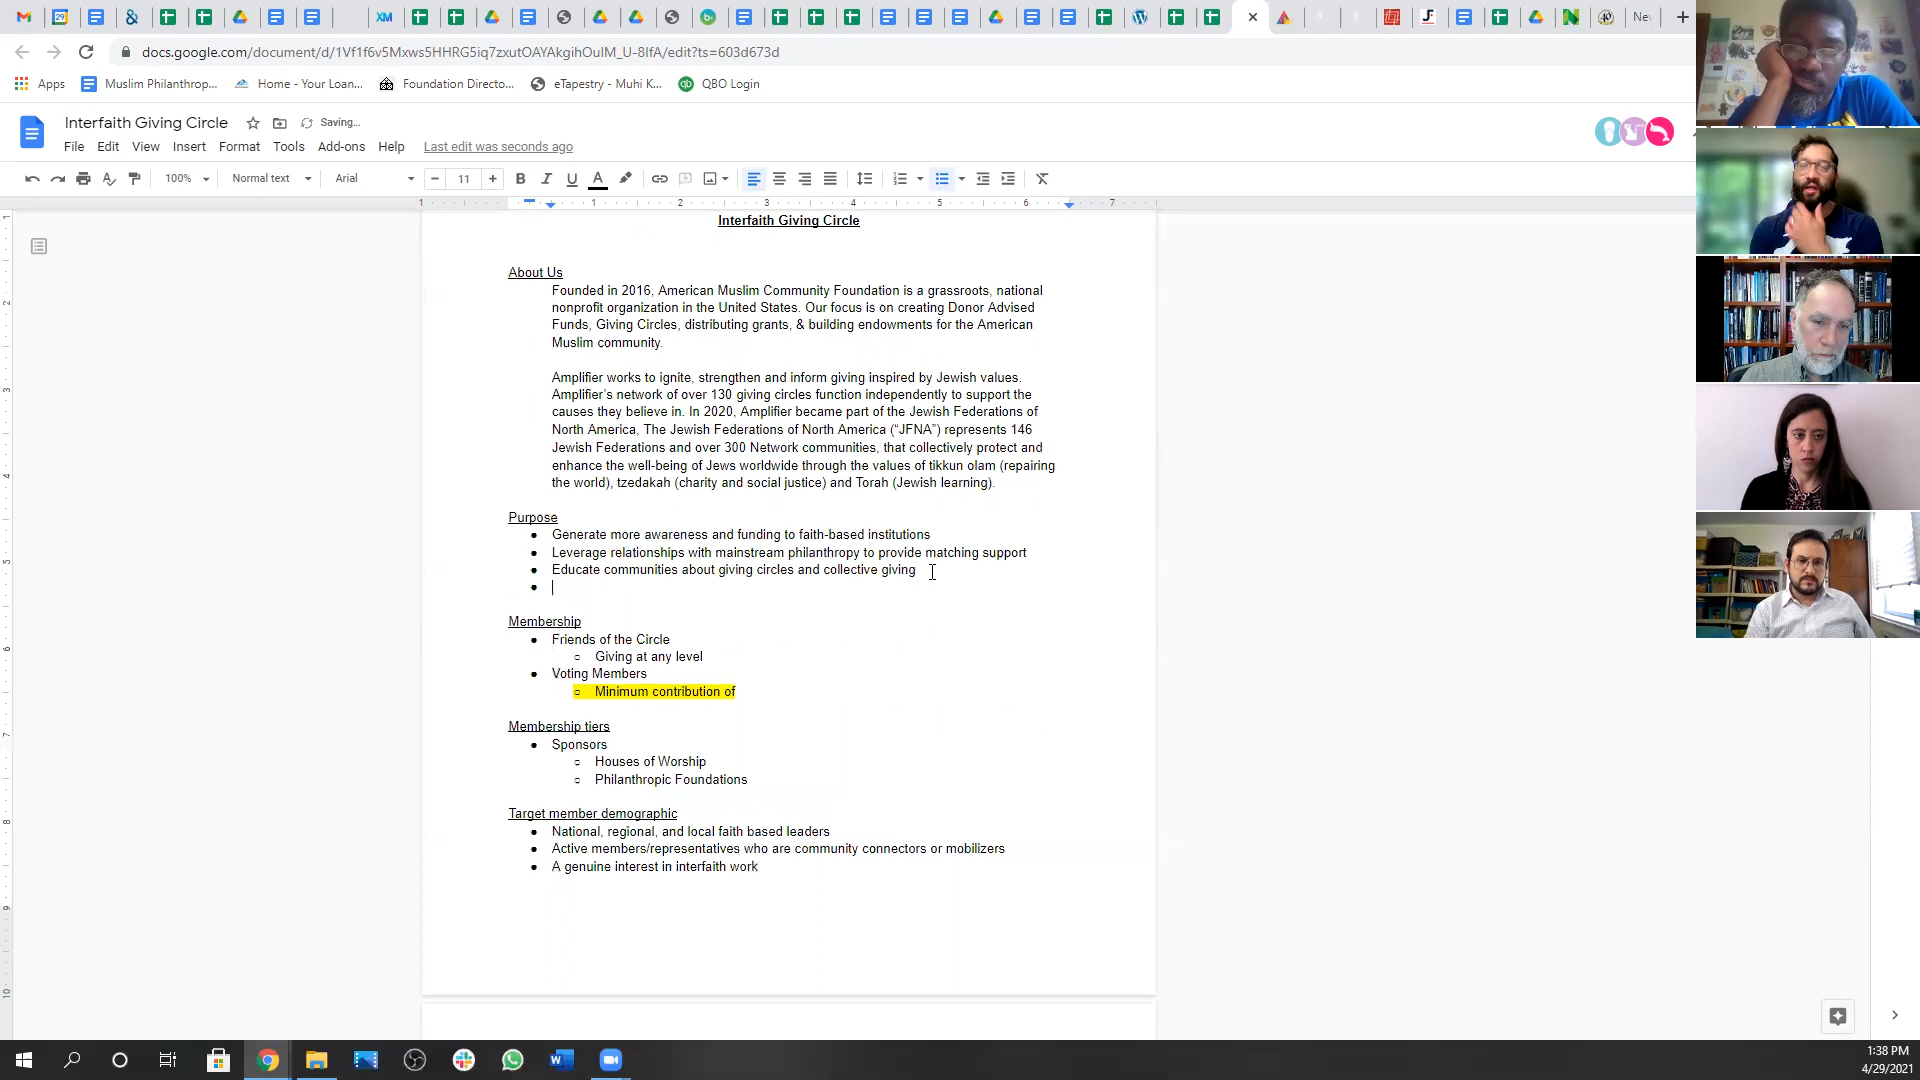 New
docs.google.com/document/d/1Vf1f6v5Mxws5HHRG5iq7zxutOAYAkgihOulM_U-8IfA/edit?ts=603d673d
Apps Muslim Philanthrop... Home - Your Loan... Foundation Directo... eTapestry - Muhi K... QBO Login
Interfaith Giving Circle Saving...
File Edit View Insert Format Tools Add-ons Help Last edit was seconds ago
100% Normal text Arial 11
1 1 2 3 4 5 6 7
Interfaith Giving Circle
About Us
Founded in 2016, American Muslim Community Foundation is a grassroots, national
nonprofit organization in the United States. Our focus is on creating Donor Advised
Funds, Giving Circles, distributing grants, & building endowments for the American
Muslim community.
Amplifier works to ignite, strengthen and inform giving inspired by Jewish values.
Amplifier's network of over 130 giving circles function independently to support the
causes they believe in. In 2020, Amplifier became part of the Jewish Federations of
North America, The Jewish Federations of North America ("JFNA") represents 146
Jewish Federations and over 300 Network communities, that collectively protect and
enhance the well-being of Jews worldwide through the values of tikkun olam (repairing
the world), tzedakah (charity and social justice) and Torah (Jewish learning).
Purpose
Generate more awareness and funding to faith-based institutions
Leverage relationships with mainstream philanthropy to provide matching support
Educate communities about giving circles and collective giving
Membership
Friends of the Circle
Giving at any level
Voting Members
Minimum contribution of
Membership tiers
Sponsors
Houses of Worship
Philanthropic Foundations
Target member demographic
National, regional, and local faith based leaders
Active members/representatives who are community connectors or mobilizers
A genuine interest in interfaith work
1:38 PM
4/29/2021